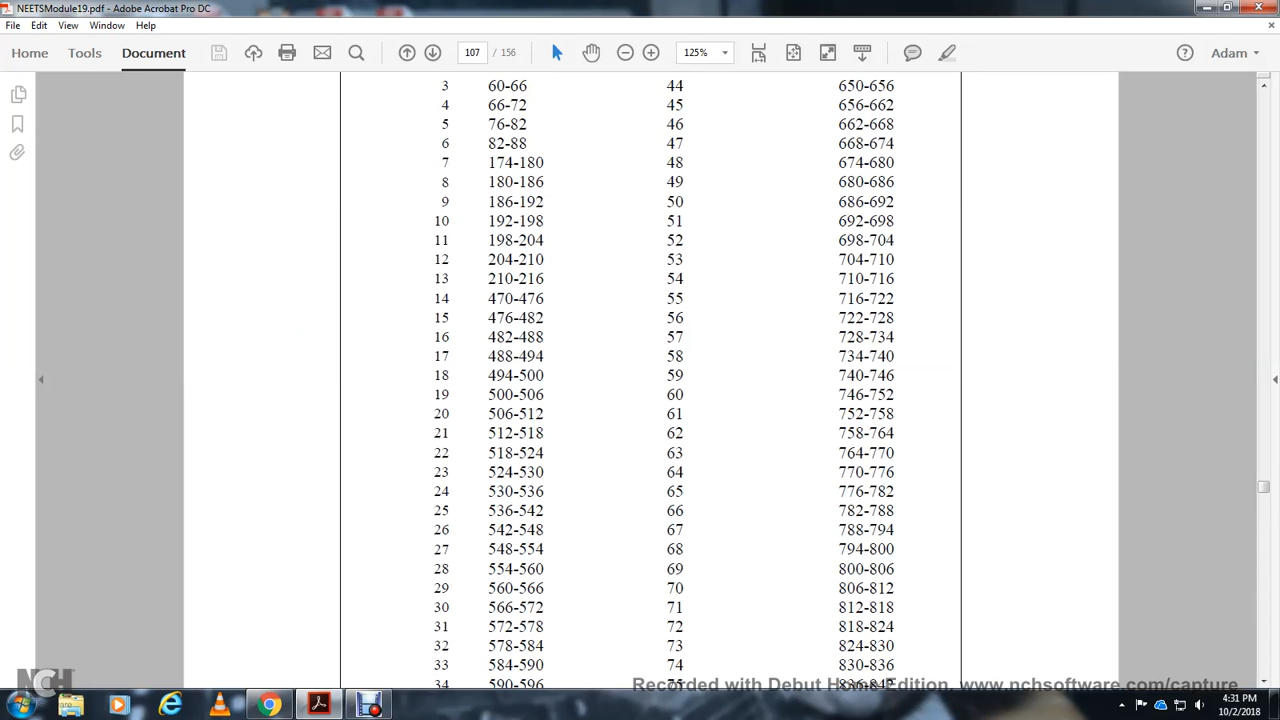 NEETSModule19.pdf - Adobe Acrobat Pro DC
File Edit View Window Help
Home Tools Document 107 / 156 125% Adam
3 60-66 44 650-656
4 66-72 45 656-662
5 76-82 46 662-668
6 82-88 47 668-674
7 174-180 48 674-680
8 180-186 49 680-686
9 186-192 50 686-692
10 192-198 51 692-698
11 198-204 52 698-704
12 204-210 53 704-710
13 210-216 54 710-716
14 470-476 55 716-722
15 476-482 56 722-728
16 482-488 57 728-734
17 488-494 58 734-740
18 494-500 59 740-746
19 500-506 60 746-752
20 506-512 61 752-758
21 512-518 62 758-764
22 518-524 63 764-770
23 524-530 64 770-776
24 530-536 65 776-782
25 536-542 66 782-788
26 542-548 67 788-794
27 548-554 68 794-800
28 554-560 69 800-806
29 560-566 70 806-812
30 566-572 71 812-818
31 572-578 72 818-824
32 578-584 73 824-830
33 584-590 74 830-836
34 590-596 75 836-842
NCH
Recorded with Debut Home Edition. www.nchsoftware.com/capture
4:31 PM
10/2/2018